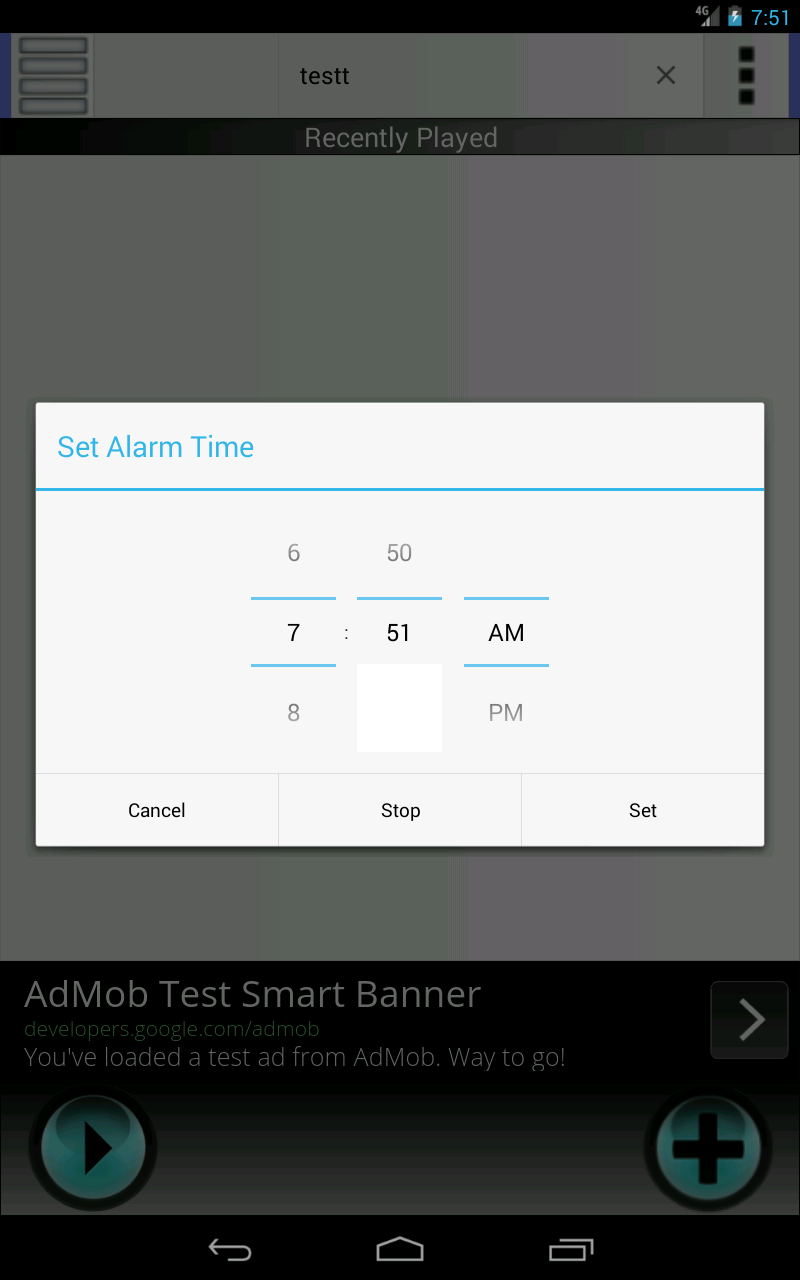 4G 7:51
testt
Recently Played
Set Alarm Time
6 50
7 : 51 AM
8 PM
Cancel Stop Set
AdMob Test Smart Banner
developers.google.com/admob
You've loaded a test ad from AdMob. Way to go!